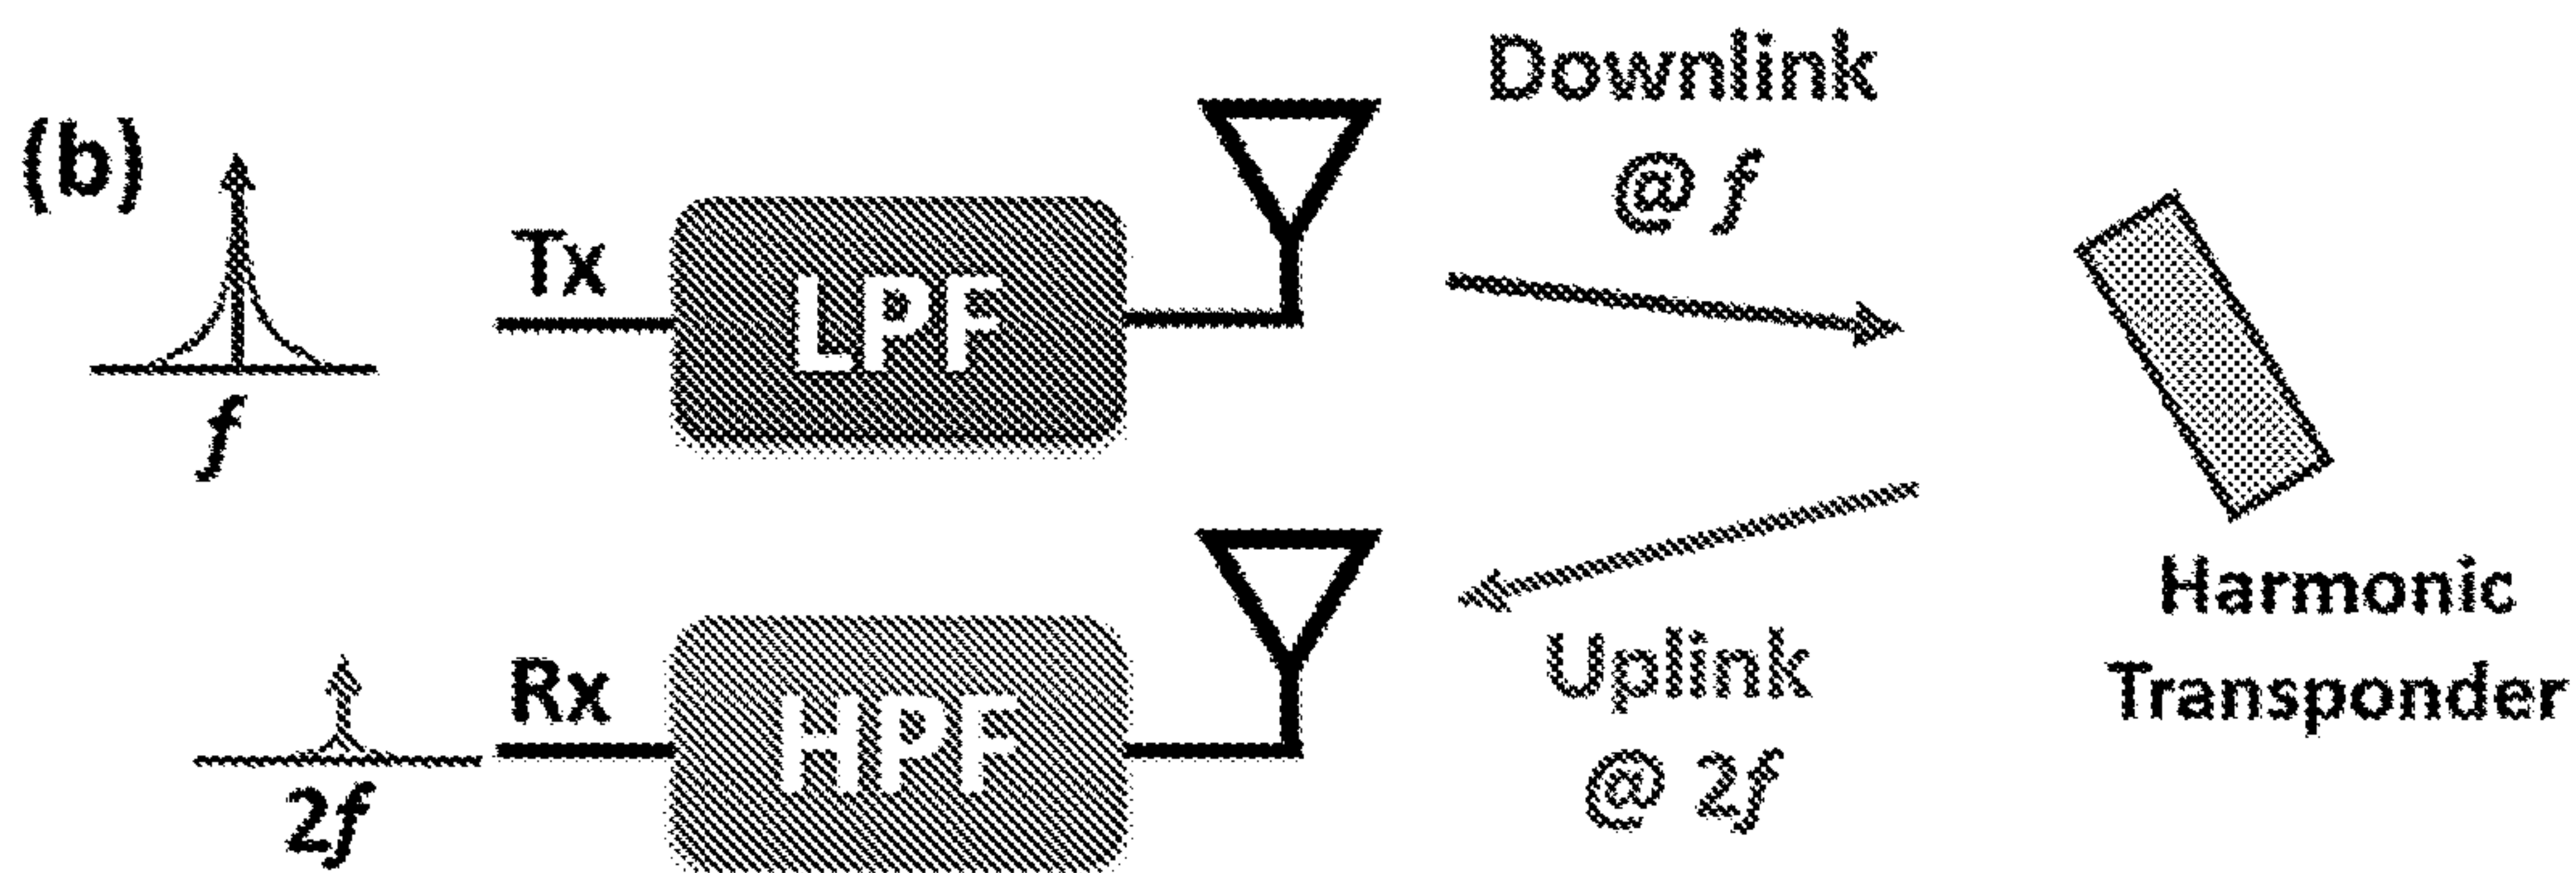 (b)
f
Tx
LPF
Downlink
@ f
Harmonic
Transponder
2f
Rx
HPF
Uplink
@ 2f